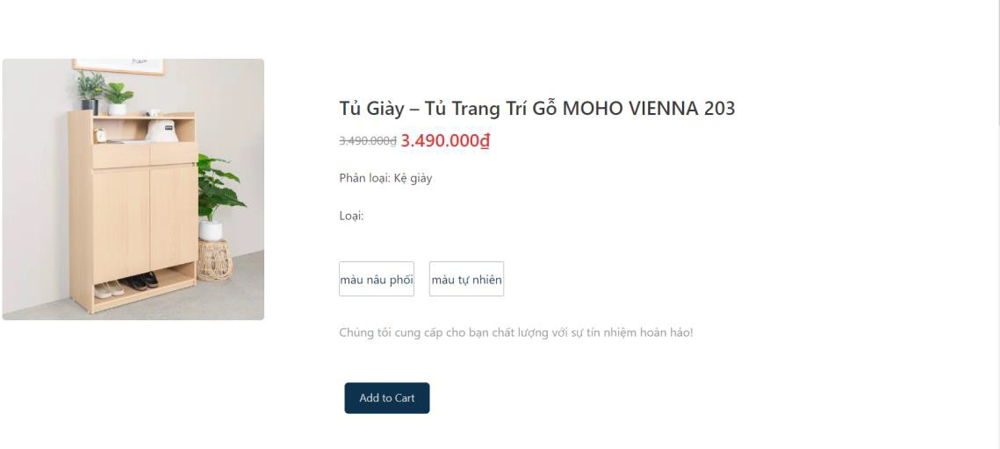 Tủ Giày – Tủ Trang Trí Gỗ MOHO VIENNA 203
3.490.000₫ 3.490.000₫
Phân loại: Kệ giày
Loại:
màu nâu phối màu tự nhiên
Chúng tôi cung cấp cho bạn chất lượng với sự tín nhiệm hoàn hảo!
Add to Cart